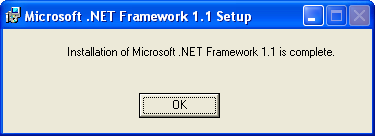 Microsoft .NET Framework 1.1 Setup
Installation of Microsoft .NET Framework 1.1 is complete.
OK